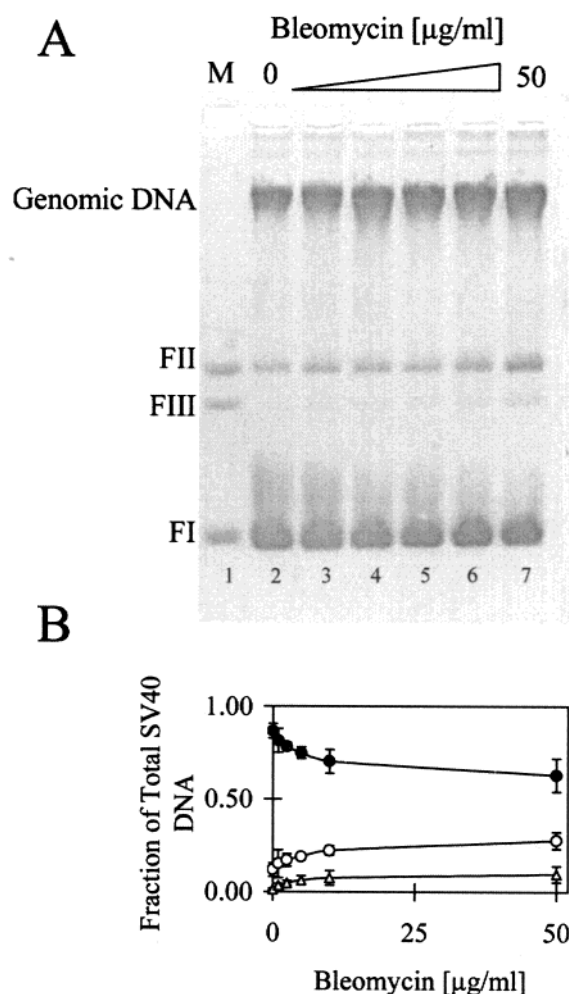 A
Bleomycin [µg/ml]
M 0 50
Genomic DNA
FII
FIII
FI
1 2 3 4 5 6 7
B
Fraction of Total SV40
DNA
1.00
0.50
0.00
0 25 50
Bleomycin [µg/ml]